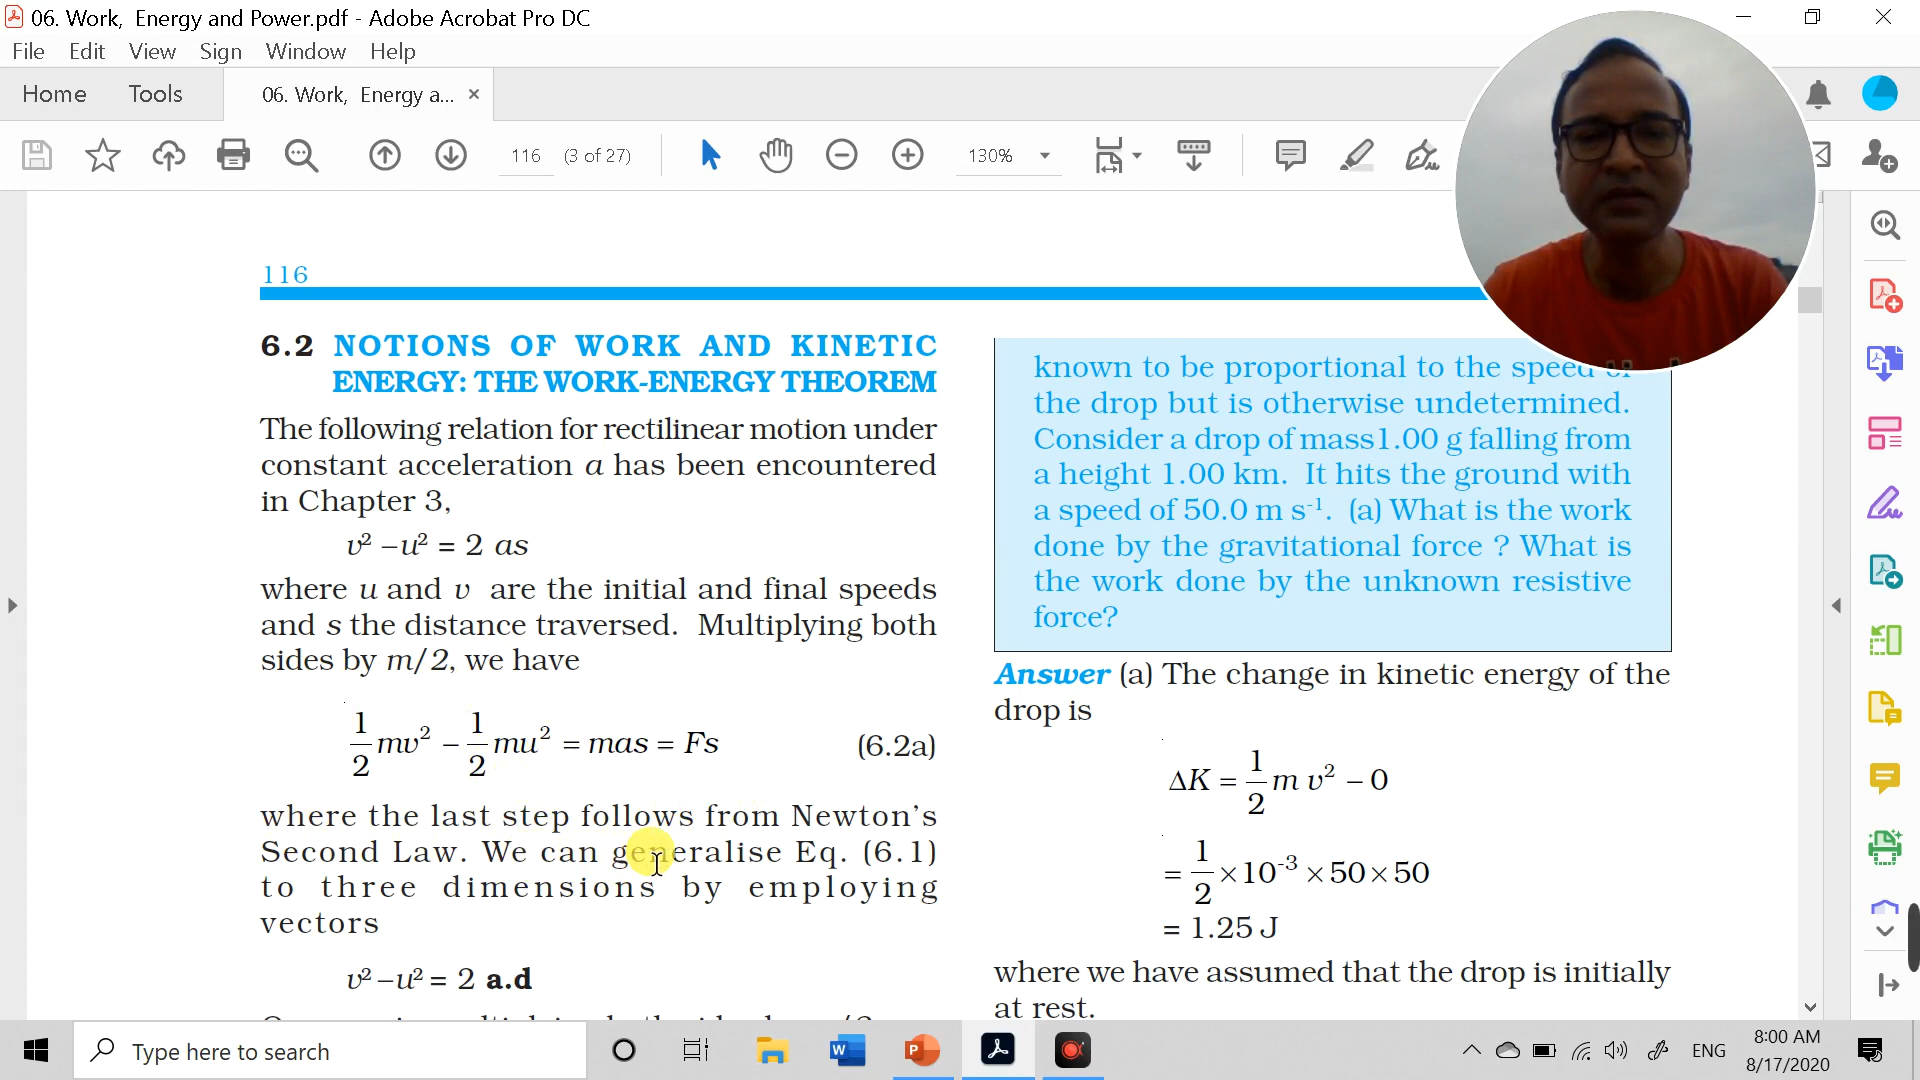 06. Work, Energy and Power.pdf - Adobe Acrobat Pro DC
File Edit View Sign Window Help
Home Tools 06. Work, Energy a... ×
116 (3 of 27) 130%
116
6.2 NOTIONS OF WORK AND KINETIC
ENERGY: THE WORK-ENERGY THEOREM
The following relation for rectilinear motion under
constant acceleration a has been encountered
in Chapter 3,
v² − u² = 2 as
where u and v are the initial and final speeds
and s the distance traversed. Multiplying both
sides by m/2, we have
1/2 mv² − 1/2 mu² = mas = Fs (6.2a)
where the last step follows from Newton's
Second Law. We can generalise Eq. (6.1)
to three dimensions by employing
vectors
v² − u² = 2 a.d
known to be proportional to the speed of
the drop but is otherwise undetermined.
Consider a drop of mass1.00 g falling from
a height 1.00 km. It hits the ground with
a speed of 50.0 m s⁻¹. (a) What is the work
done by the gravitational force ? What is
the work done by the unknown resistive
force?
Answer (a) The change in kinetic energy of the
drop is
ΔK = 1/2 m v² − 0
= 1/2 ×10⁻³ ×50×50
= 1.25 J
where we have assumed that the drop is initially
at rest.
Type here to search
ENG
8:00 AM
8/17/2020